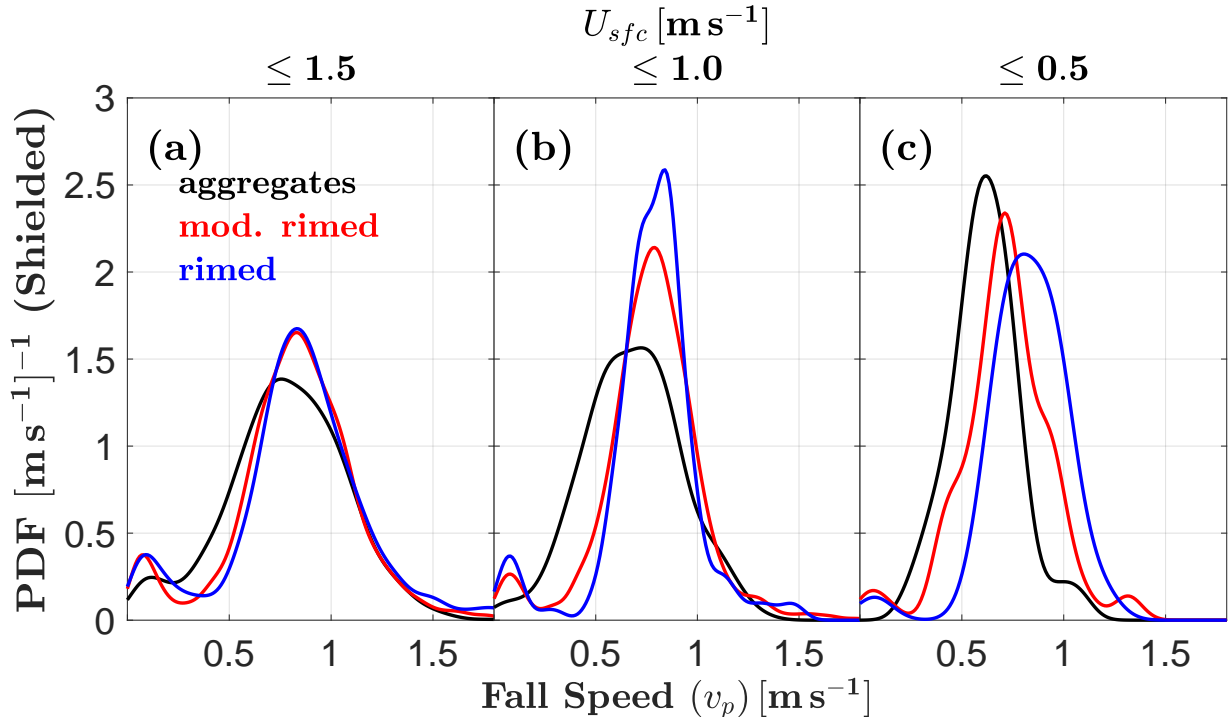 U_sfc [m s⁻¹]
≤ 1.5 ≤ 1.0 ≤ 0.5
PDF [m s⁻¹]⁻¹ (Shielded)
3
2.5
2
1.5
1
0.5
0
(a) (b) (c)
aggregates
mod. rimed
rimed
0.5 1 1.5 0.5 1 1.5 0.5 1 1.5
Fall Speed (v_p) [m s⁻¹]